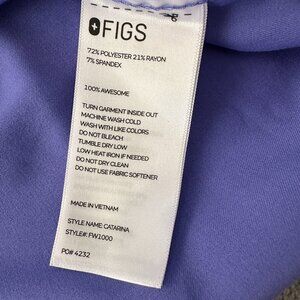 FIGS
72% POLYESTER 21% RAYON
7% SPANDEX
100% AWESOME
TURN GARMENT INSIDE OUT
MACHINE WASH COLD
WASH WITH LIKE COLORS
DO NOT BLEACH
TUMBLE DRY LOW
LOW HEAT IRON IF NEEDED
DO NOT DRY CLEAN
DO NOT USE FABRIC SOFTENER
MADE IN VIETNAM
STYLE NAME: CATARINA
STYLE#: FW1000
PO# 4232